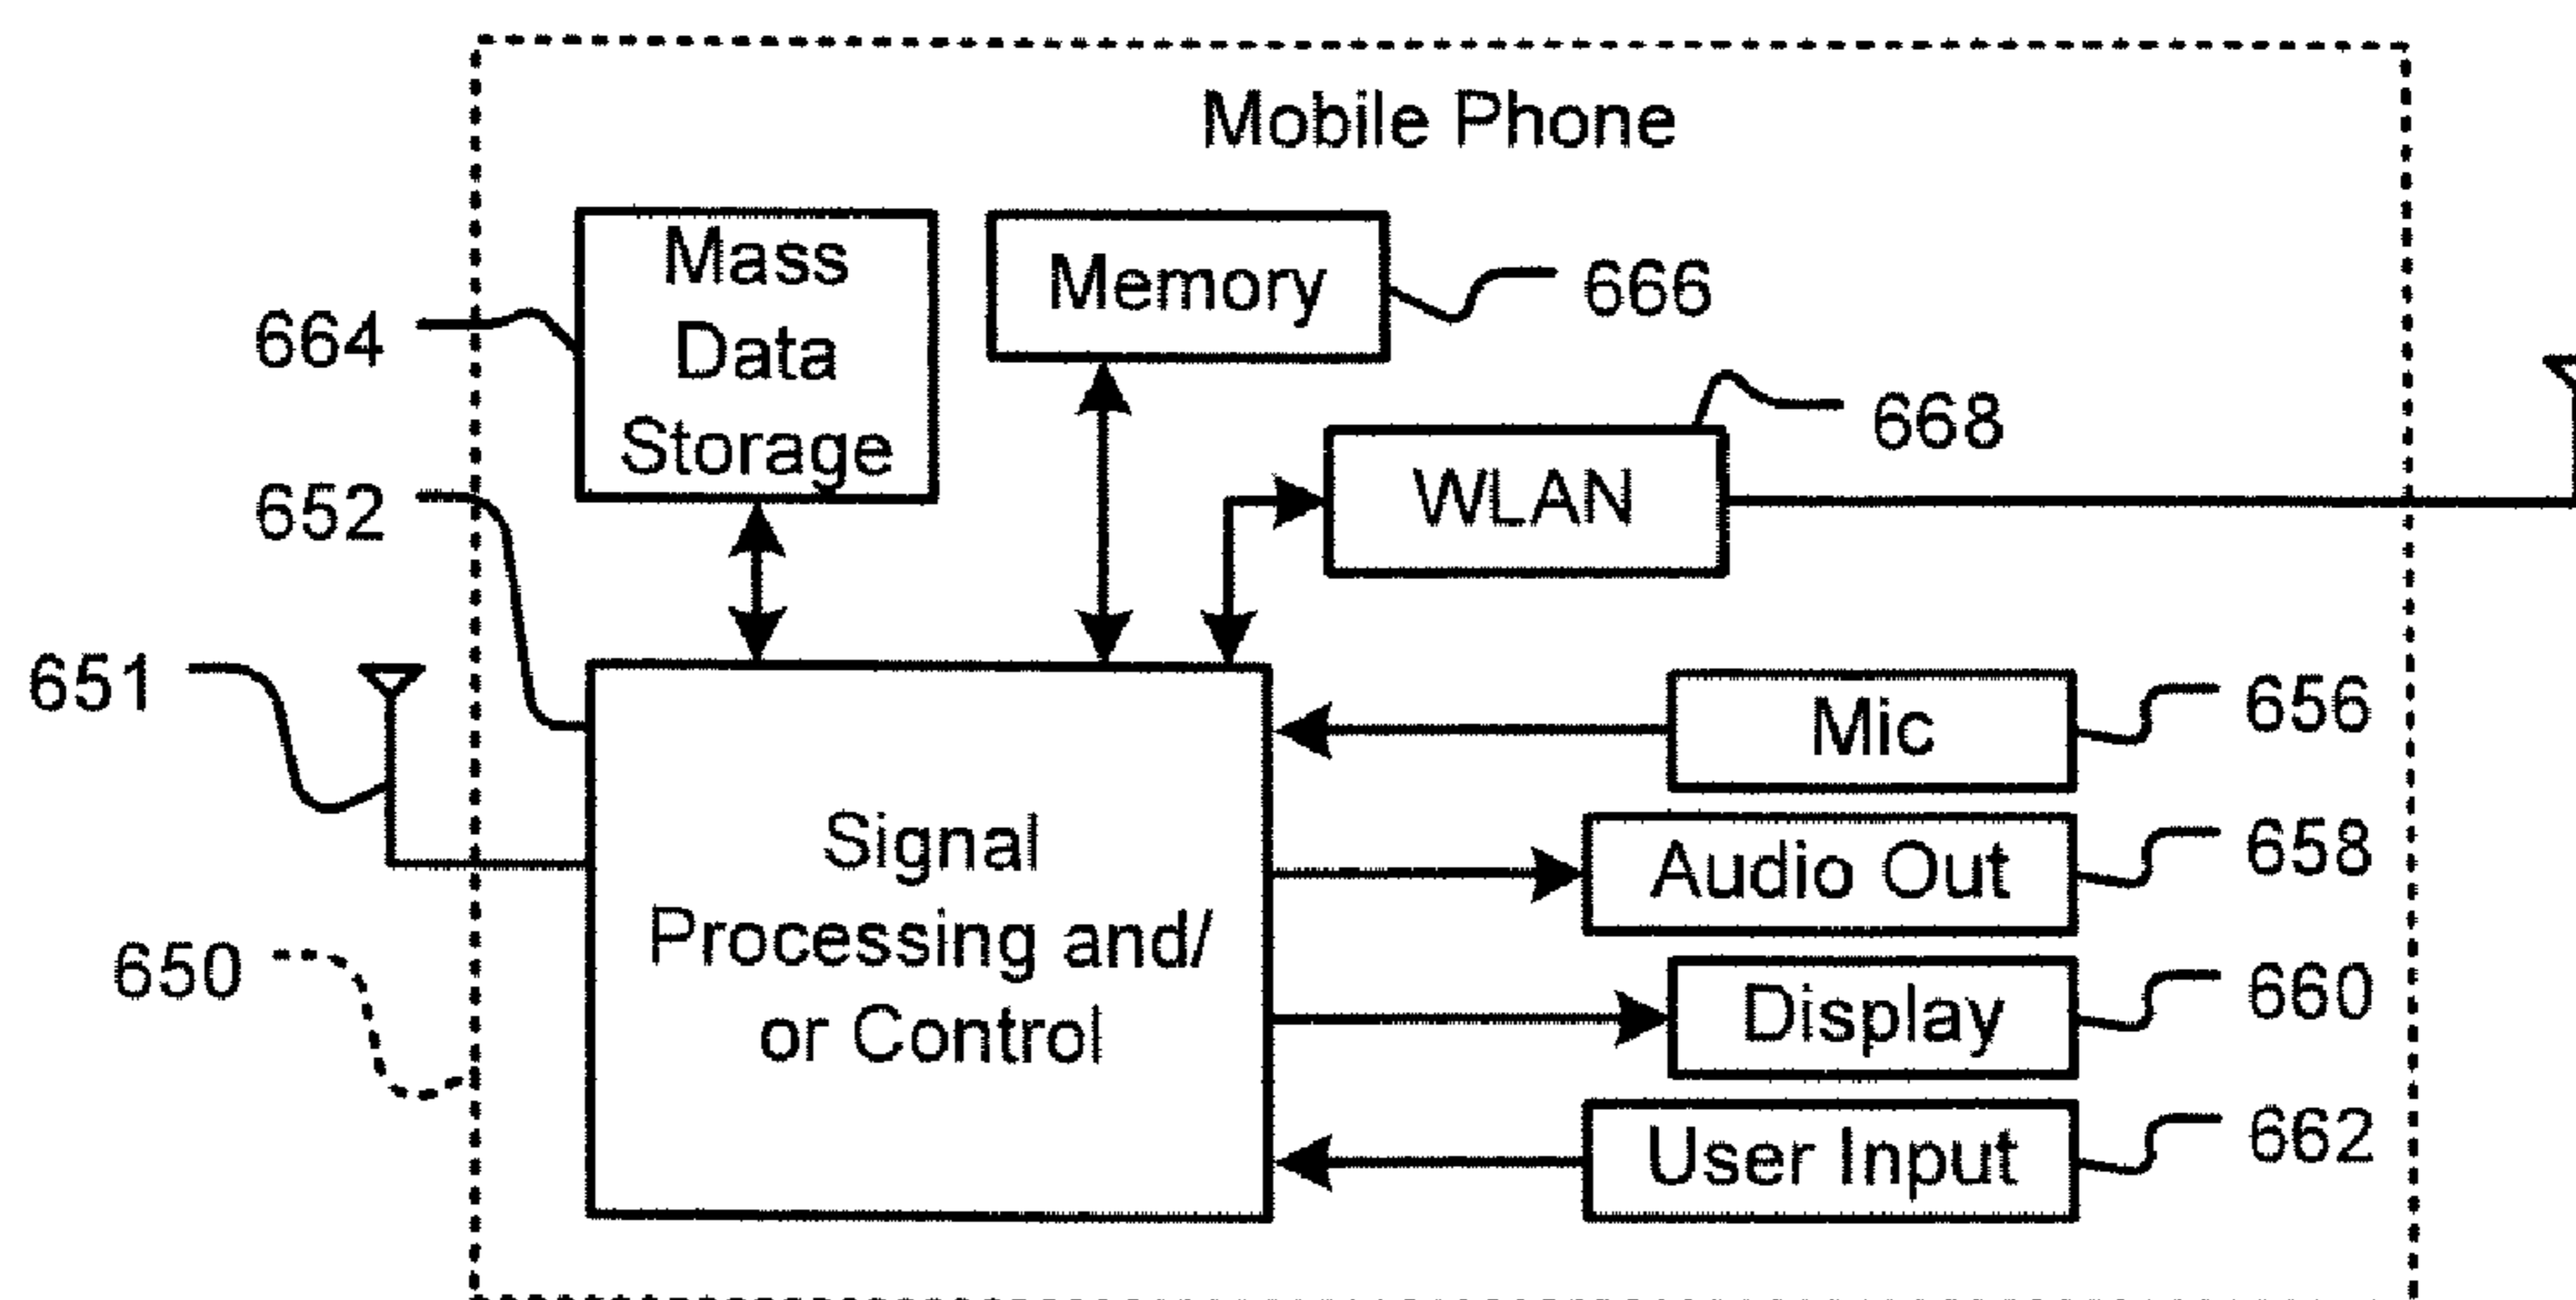 Mobile Phone
Mass
Data
Storage
Memory
666
664
668
WLAN
652
651
Mic
656
Signal
Processing and/
or Control
Audio Out
658
650
Display
660
User Input
662